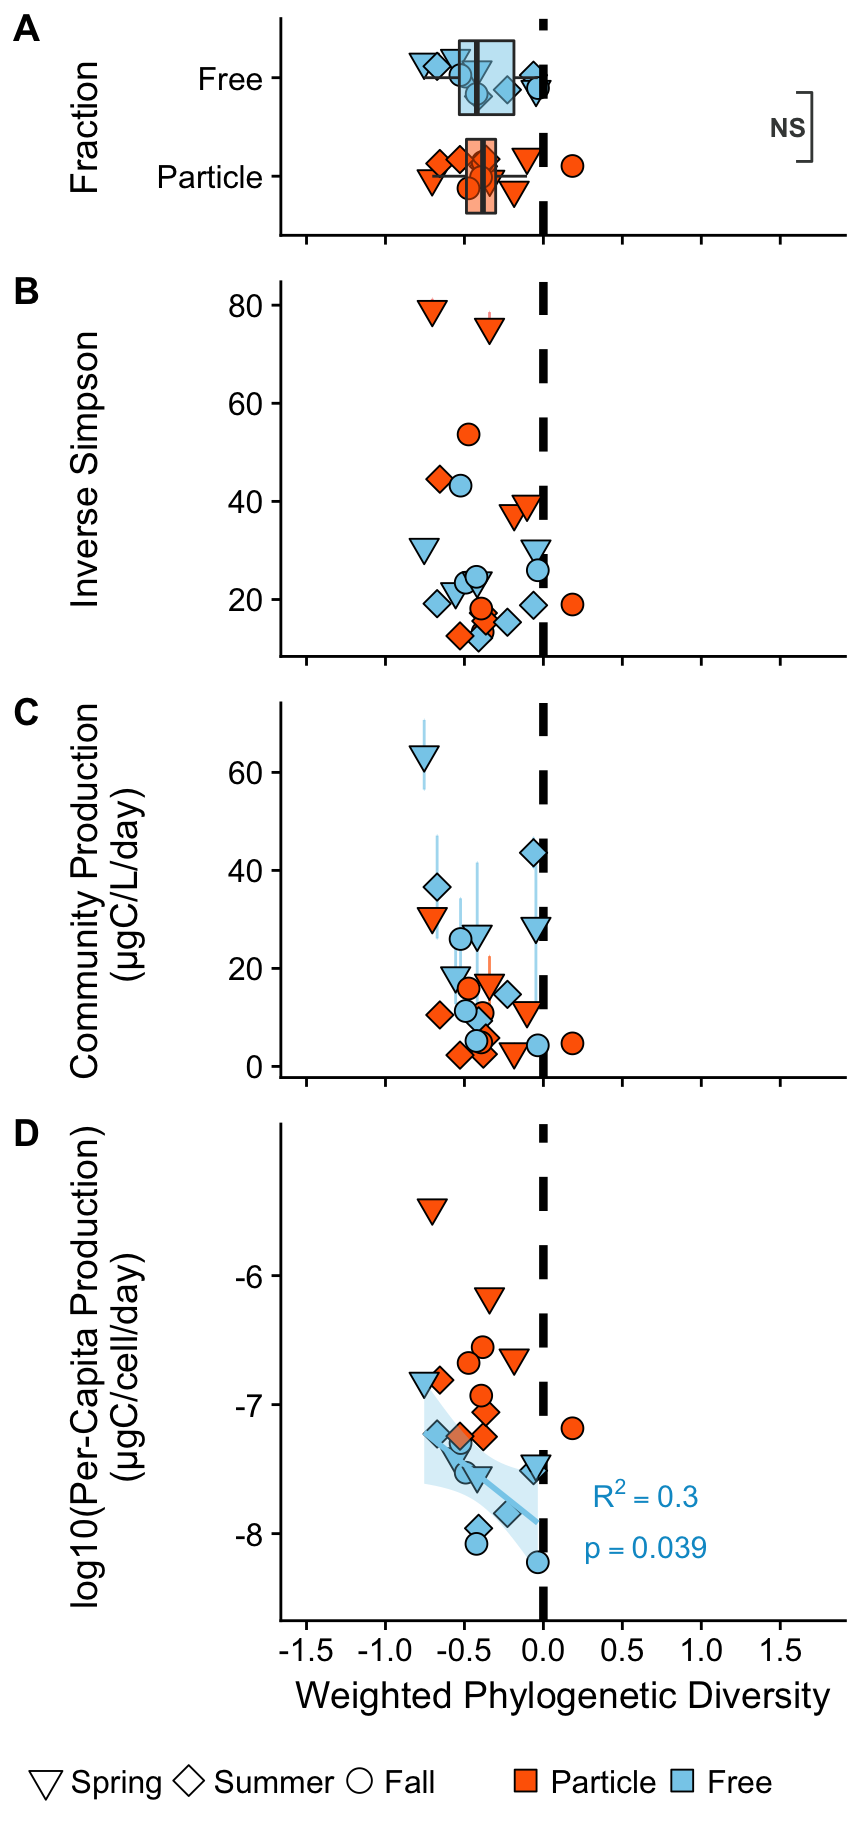 A
Fraction
Free
Particle
NS
B
Inverse Simpson
80
60
40
20
C
Community Production
(µgC/L/day)
60
40
20
0
D
log10(Per-Capita Production)
(µgC/cell/day)
-6
-7
-8
R² = 0.3
p = 0.039
-1.5 -1.0 -0.5 0.0 0.5 1.0 1.5
Weighted Phylogenetic Diversity
Spring Summer Fall Particle Free